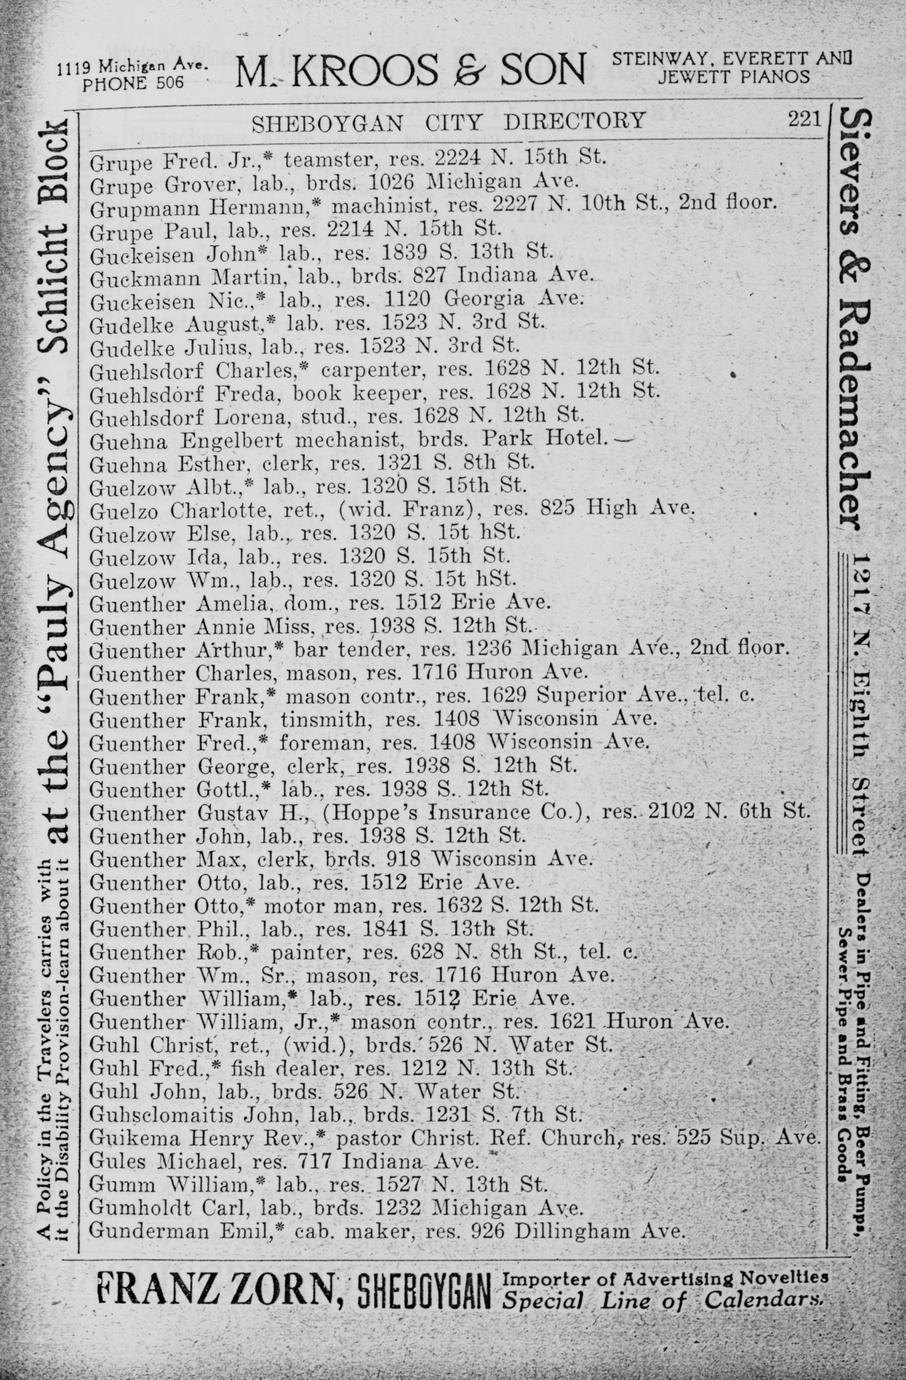 1119 Michigan Ave.
PHONE 506
M. KROOS & SON
STEINWAY, EVERETT AND
JEWETT PIANOS
SHEBOYGAN CITY DIRECTORY 221
Grupe Fred. Jr.,* teamster, res. 2224 N. 15th St.
Grupe Grover, lab., brds. 1026 Michigan Ave.
Grupmann Hermann,* machinist, res. 2227 N. 10th St., 2nd floor.
Grupe Paul, lab., res. 2214 N. 15th St.
Guckeisen John* lab., res. 1839 S. 13th St.
Guckmann Martin, lab., brds. 827 Indiana Ave.
Guckeisen Nic.,* lab., res. 1120 Georgia Ave.
Gudelke August,* lab. res. 1523 N. 3rd St.
Gudelke Julius, lab., res. 1523 N. 3rd St.
Guehlsdorf Charles,* carpenter, res. 1628 N. 12th St.
Guehlsdorf Freda, book keeper, res. 1628 N. 12th St.
Guehlsdorf Lorena, stud., res. 1628 N. 12th St.
Guehna Engelbert mechanist, brds. Park Hotel.—
Guehna Esther, clerk, res. 1321 S. 8th St.
Guelzow Albt.,* lab., res. 1320 S. 15th St.
Guelzo Charlotte, ret., (wid. Franz), res. 825 High Ave.
Guelzow Else, lab., res. 1320 S. 15t hSt.
Guelzow Ida, lab., res. 1320 S. 15th St.
Guelzow Wm., lab., res. 1320 S. 15t hSt.
Guenther Amelia, dom., res. 1512 Erie Ave.
Guenther Annie Miss, res. 1938 S. 12th St.
Guenther Arthur,* bar tender, res. 1236 Michigan Ave., 2nd floor.
Guenther Charles, mason, res. 1716 Huron Ave.
Guenther Frank,* mason contr., res. 1629 Superior Ave., tel. c.
Guenther Frank, tinsmith, res. 1408 Wisconsin Ave.
Guenther Fred.,* foreman, res. 1408 Wisconsin Ave.
Guenther George, clerk, res. 1938 S. 12th St.
Guenther Gottl.,* lab., res. 1938 S. 12th St.
Guenther Gustav H., (Hoppe's Insurance Co.), res. 2102 N. 6th St.
Guenther John, lab., res. 1938 S. 12th St.
Guenther Max, clerk, brds. 918 Wisconsin Ave.
Guenther Otto, lab., res. 1512 Erie Ave.
Guenther Otto,* motor man, res. 1632 S. 12th St.
Guenther Phil., lab., res. 1841 S. 13th St.
Guenther Rob.,* painter, res. 628 N. 8th St., tel. c.
Guenther Wm., Sr., mason, res. 1716 Huron Ave.
Guenther William,* lab., res. 1512 Erie Ave.
Guenther William, Jr.,* mason contr., res. 1621 Huron Ave.
Guhl Christ, ret., (wid.), brds. 526 N. Water St.
Guhl Fred.,* fish dealer, res. 1212 N. 13th St.
Guhl John, lab., brds. 526 N. Water St.
Guhsclomaitis John, lab., brds. 1231 S. 7th St.
Guikema Henry Rev.,* pastor Christ. Ref. Church, res. 525 Sup. Ave.
Gules Michael, res. 717 Indiana Ave.
Gumm William,* lab., res. 1527 N. 13th St.
Gumholdt Carl, lab., brds. 1232 Michigan Ave.
Gunderman Emil,* cab. maker, res. 926 Dillingham Ave.
A Policy in the Travelers carries with
it the Disability Provision-learn about it
at the "Pauly Agency" Schlicht Block
Sievers & Rademacher
1217 N. Eighth Street
Dealers in Pipe and Fitting, Beer Pumps,
Sewer Pipe and Brass Goods
FRANZ ZORN, SHEBOYGAN
Importer of Advertising Novelties
Special Line of Calendars.